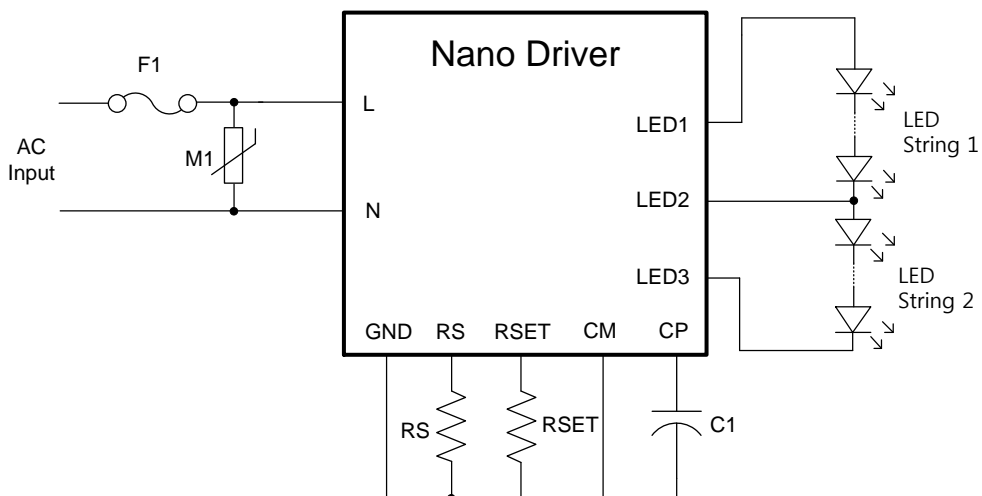 Nano Driver
F1
L
AC
Input
M1
N
LED1
LED2
LED3
LED
String 1
LED
String 2
GND RS RSET CM CP
RS
RSET
C1